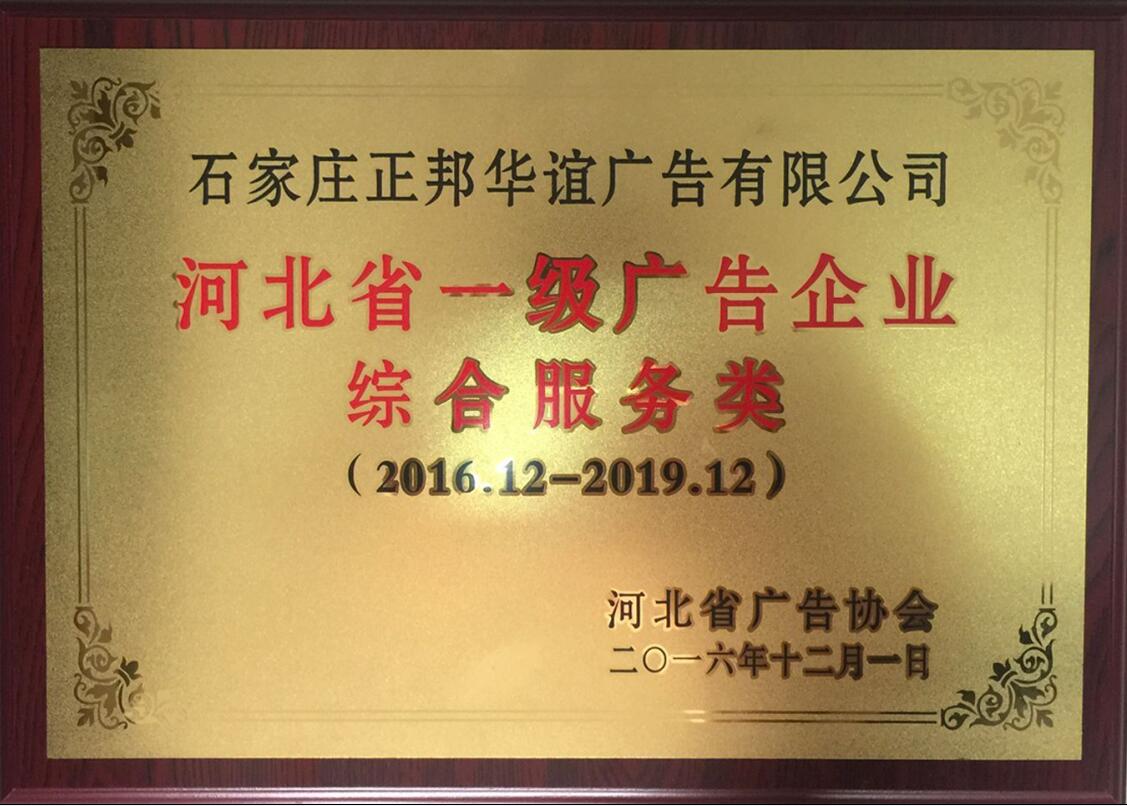 石家庄正邦华谊广告有限公司
河北省一级广告企业
综合服务类
（2016.12-2019.12）
河北省广告协会
二〇一六年十二月一日